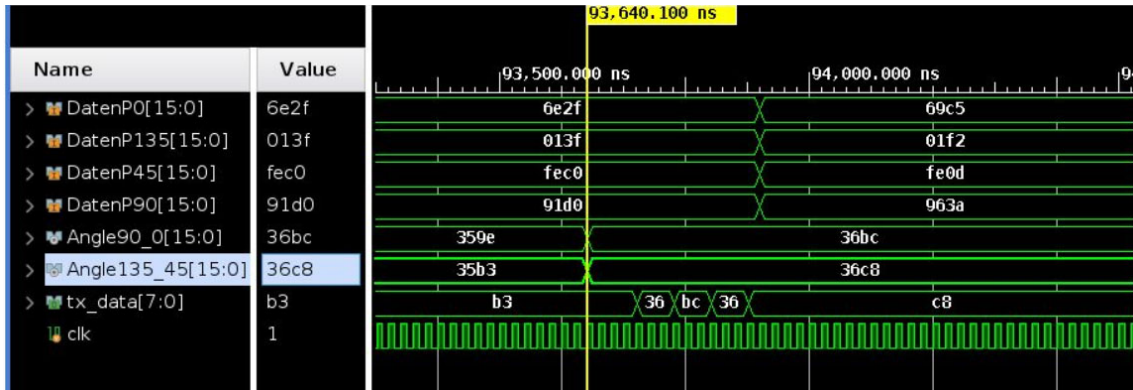 93,640.100 ns
Name Value
93,500.000 ns 94,000.000 ns 9
DatenP0[15:0] 6e2f 6e2f 69c5
DatenP135[15:0] 013f 013f 01f2
DatenP45[15:0] fec0 fec0 fe0d
DatenP90[15:0] 91d0 91d0 963a
Angle90_0[15:0] 36bc 359e 36bc
Angle135_45[15:0] 36c8 35b3 36c8
tx_data[7:0] b3 b3 36 bc 36 c8
clk 1